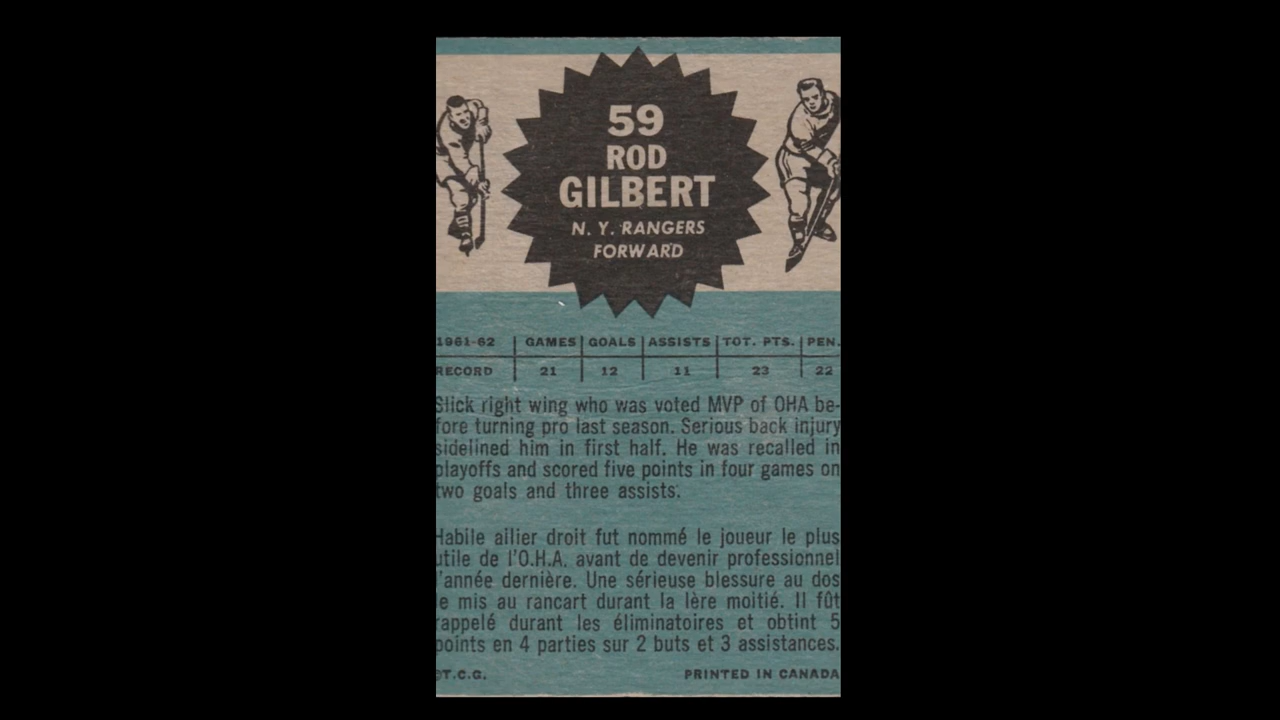 59
ROD
GILBERT
N. Y. RANGERS
FORWARD
1961-62 GAMES GOALS ASSISTS TOT. PTS. PEN.
RECORD 21 12 11 23 22
Slick right wing who was voted MVP of OHA be-
fore turning pro last season. Serious back injury
sidelined him in first half. He was recalled in
playoffs and scored five points in four games on
two goals and three assists.
Habile ailier droit fut nommé le joueur le plus
utile de l'O.H.A. avant de devenir professionnel
l'année dernière. Une sérieuse blessure au dos
le mis au rancart durant la lère moitié. Il fût
rappelé durant les éliminatoires et obtint 5
points en 4 parties sur 2 buts et 3 assistances.
©T.C.G. PRINTED IN CANADA